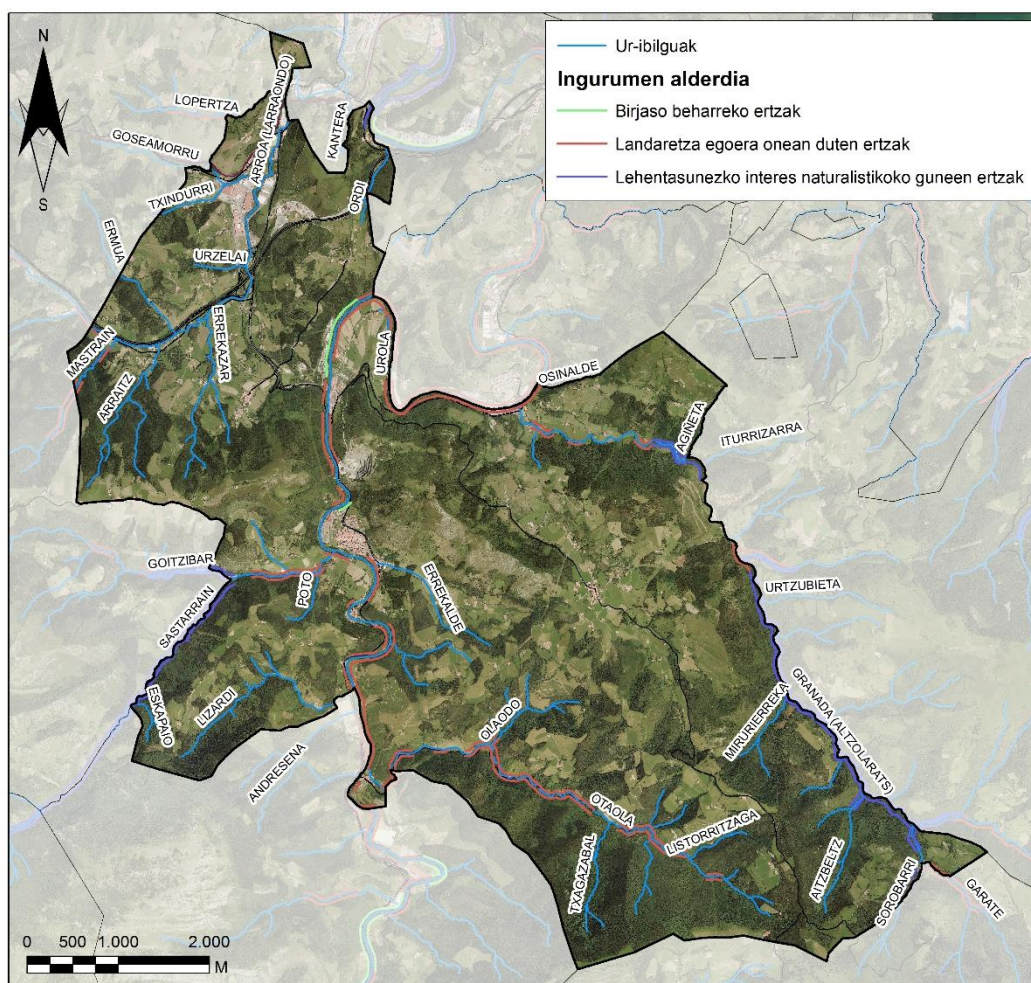 N
S
Ur-ibilguak
Ingurumen alderdia
Birjaso beharreko ertzak
Landaretza egoera onean duten ertzak
Lehentasunezko interes naturalistikoko guneen ertzak
LOPERTZA
GOSEAMORRU
ARROA (LARRAONDO)
KANTERA
TXINDURRI
ORDI
ERMUA
URZELAI
MASTRAIN
ERREKAZAR
ARRAITZ
UROLA
OSINALDE
AGIÑETA
ITURRIZARRA
GOITZIBAR
POTO
ERREKALDE
URTZUBIETA
SASTARRAIN
ESKAPAIO
LIZARDI
OLIAODO
MIRURIERREKA
GRANADA (ALTZOLARATS)
ANDRESENA
OTAOLA
LISTORRITZAGA
TXAGAZABAL
AITZBELTZ
SOROBARRI
GARATE
0 500 1.000 2.000
M